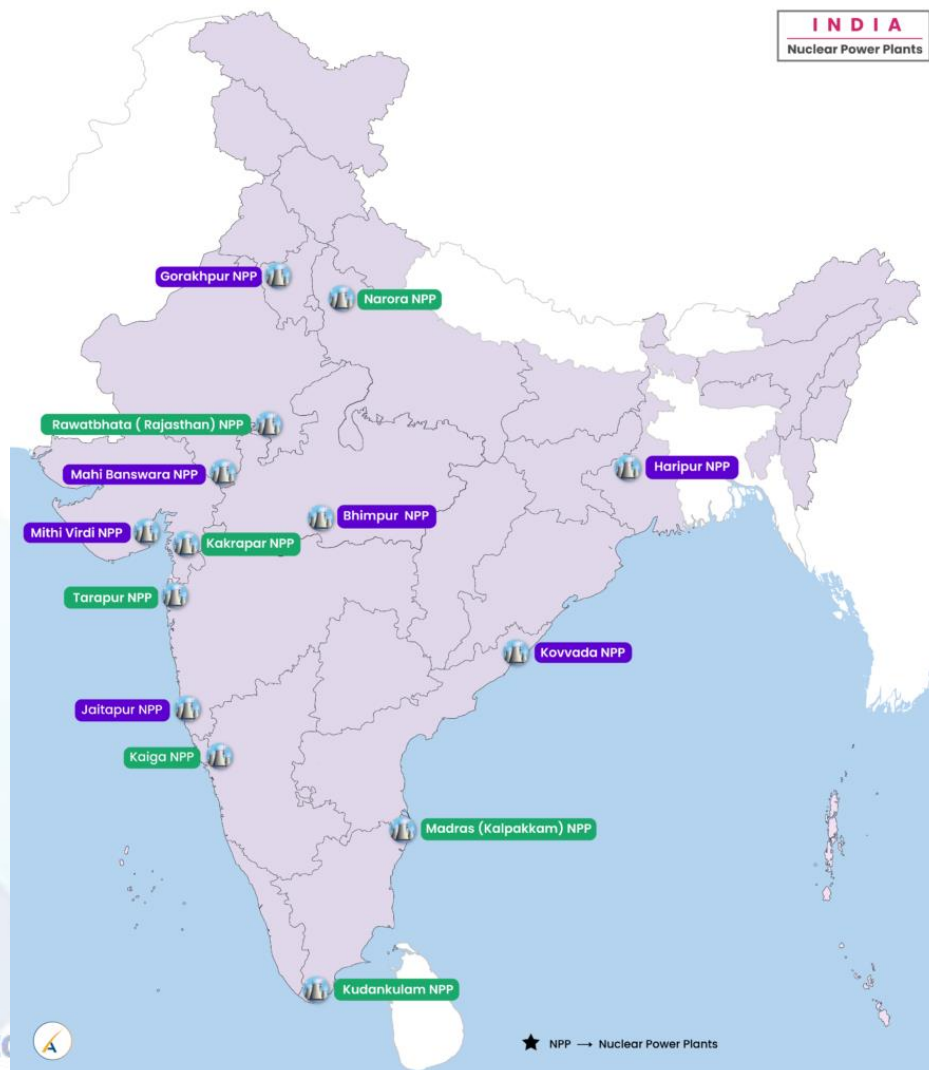 INDIA
Nuclear Power Plants
Gorakhpur NPP
Narora NPP
Rawatbhata ( Rajasthan) NPP
Mahi Banswara NPP
Haripur NPP
Bhimpur NPP
Mithi Virdi NPP
Kakrapar NPP
Tarapur NPP
Kovvada NPP
Jaitapur NPP
Kaiga NPP
Madras (Kalpakkam) NPP
Kudankulam NPP
A
★ NPP → Nuclear Power Plants